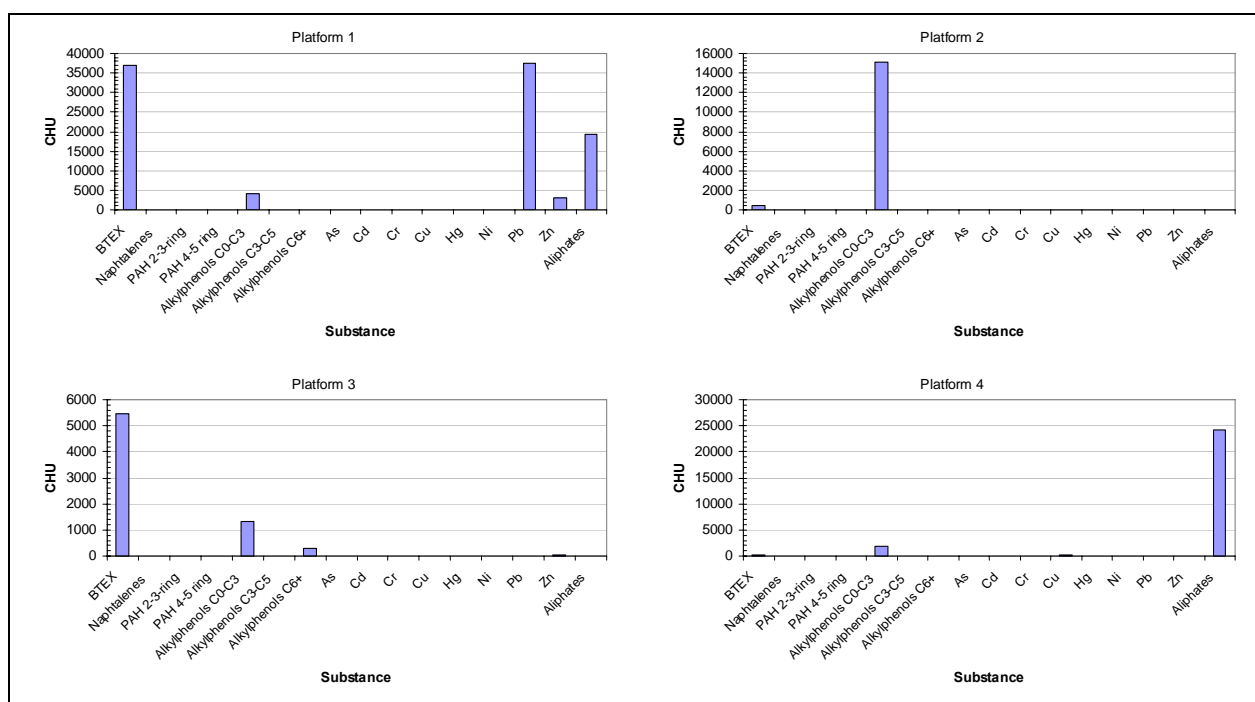 Platform 1
40000
35000
30000
25000
20000
15000
10000
5000
0
CHU
BTEX
Naphtalenes
PAH 2-3-ring
PAH 4-5 ring
Alkylphenols C0-C3
Alkylphenols C3-C5
Alkylphenols C6+
As
Cd
Cr
Cu
Hg
Ni
Pb
Zn
Aliphates
Substance
Platform 2
16000
14000
12000
10000
8000
6000
4000
2000
0
CHU
BTEX
Naphtalenes
PAH 2-3-ring
PAH 4-5 ring
Alkylphenols C0-C3
Alkylphenols C3-C5
Alkylphenols C6+
As
Cd
Cr
Cu
Hg
Ni
Pb
Zn
Aliphates
Substance
Platform 3
6000
5000
4000
3000
2000
1000
0
CHU
BTEX
Naphtalenes
PAH 2-3-ring
PAH 4-5 ring
Alkylphenols C0-C3
Alkylphenols C3-C5
Alkylphenols C6+
As
Cd
Cr
Cu
Hg
Ni
Pb
Zn
Aliphates
Substance
Platform 4
30000
25000
20000
15000
10000
5000
0
CHU
BTEX
Naphtalenes
PAH 2-3-ring
PAH 4-5 ring
Alkylphenols C0-C3
Alkylphenols C3-C5
Alkylphenols C6+
As
Cd
Cr
Cu
Hg
Ni
Pb
Zn
Aliphates
Substance